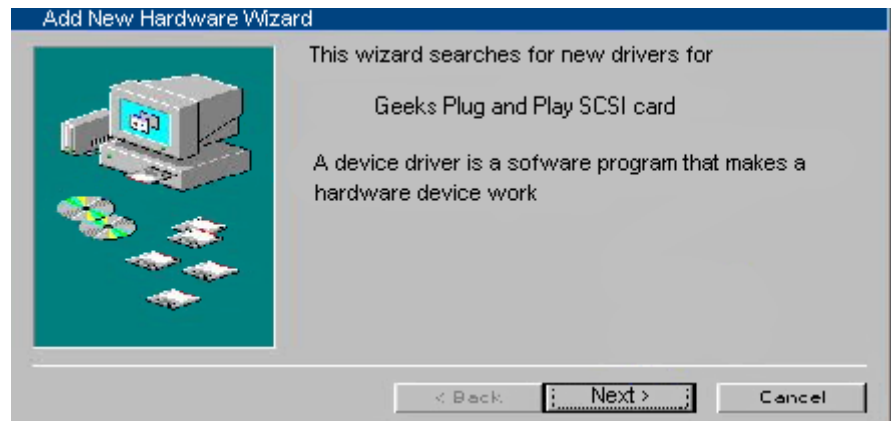 Add New Hardware Wizard
This wizard searches for new drivers for
Geeks Plug and Play SCSI card
A device driver is a sofware program that makes a
hardware device work
< Back Next > Cancel